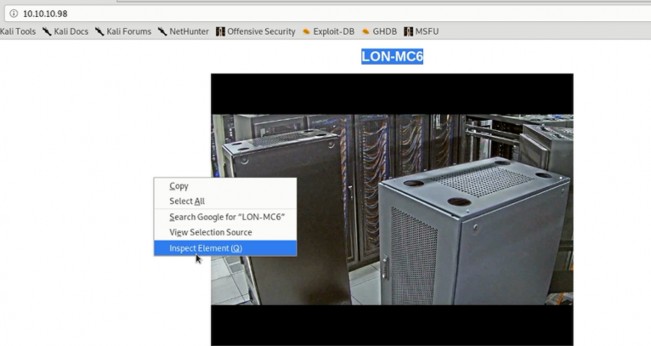 10.10.10.98
Kali Tools Kali Docs Kali Forums NetHunter Offensive Security Exploit-DB GHDB MSFU
LON-MC6
Copy
Select All
Search Google for "LON-MC6"
View Selection Source
Inspect Element (Q)